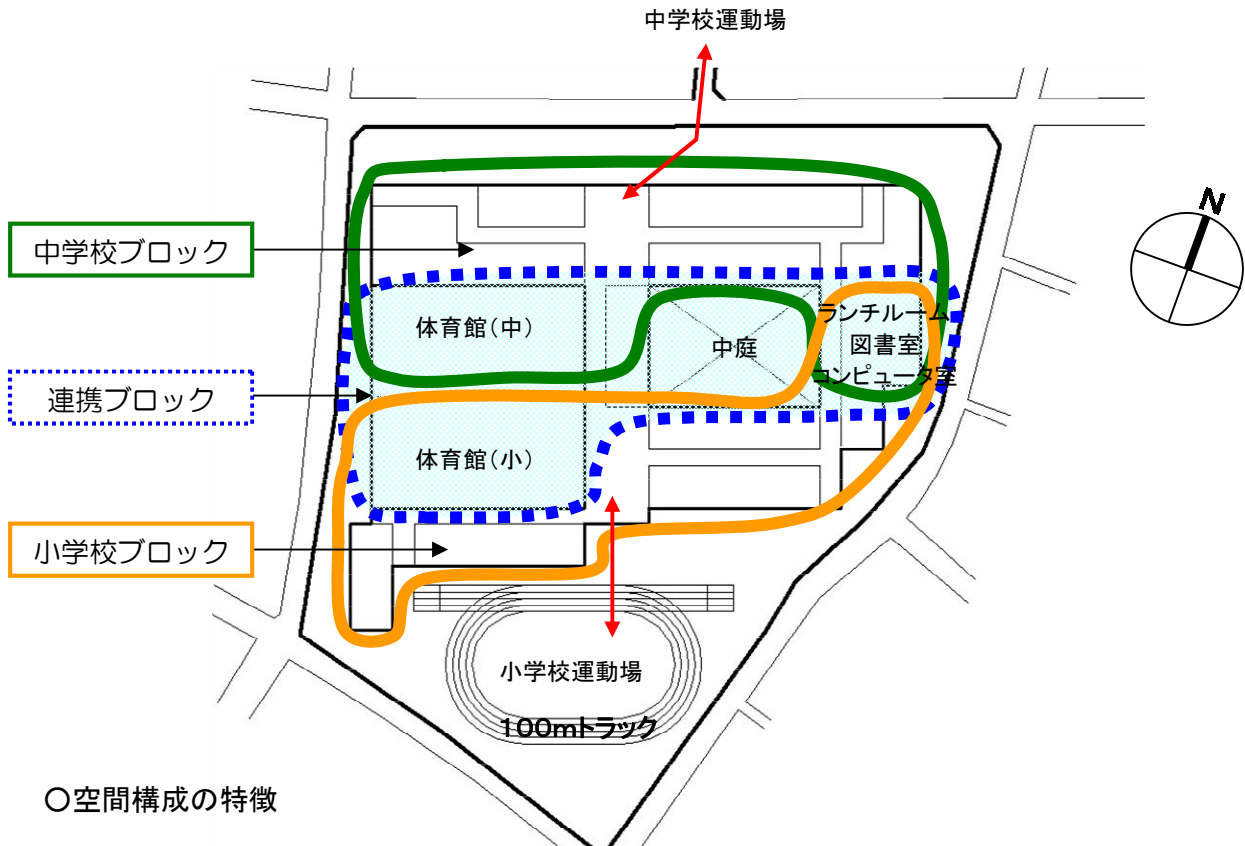 中学校運動場
N
中学校ブロック
体育館(中)
中庭
ランチルーム
図書室
コンピュータ室
連携ブロック
体育館(小)
小学校ブロック
小学校運動場
100mトラック
○空間構成の特徴